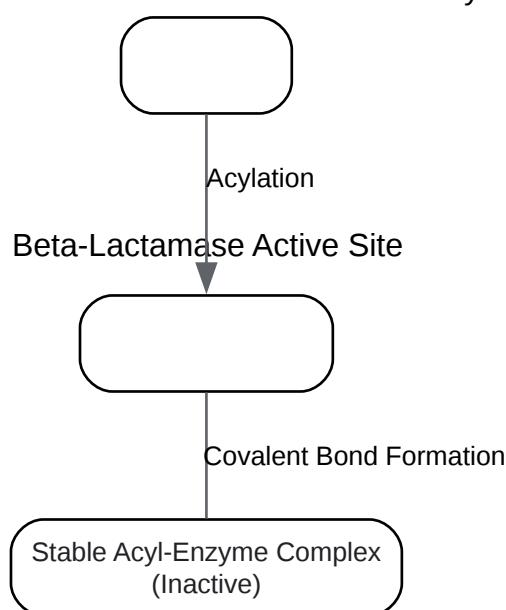 Acylation
Beta-Lactamase Active Site
Covalent Bond Formation
Stable Acyl-Enzyme Complex
(Inactive)